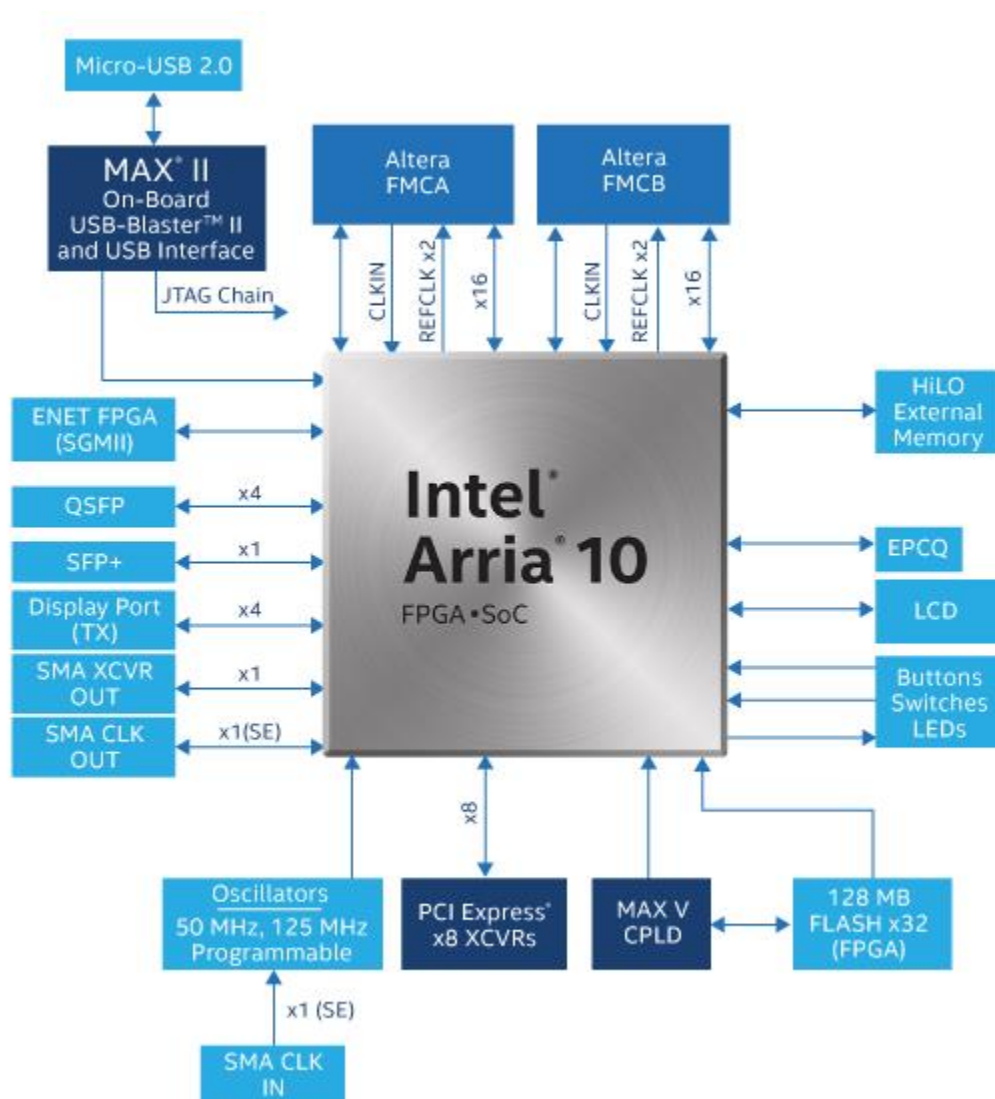 Micro-USB 2.0
MAX® II
On-Board
USB-Blaster™ II
and USB Interface
JTAG Chain
Altera
FMCA
Altera
FMCB
CLKIN
REFCLK x2
x16
CLKIN
REFCLK x2
x16
ENET FPGA
(SGMII)
QSFP
x4
SFP+
x1
Display Port
(TX)
x4
SMA XCVR
OUT
x1
SMA CLK
OUT
x1(SE)
Intel®
Arria® 10
FPGA•SoC
HiLO
External
Memory
EPCQ
LCD
Buttons
Switches
LEDs
x8
Oscillators
50 MHz, 125 MHz
Programmable
PCI Express®
x8 XCVRs
MAX V
CPLD
128 MB
FLASH x32
(FPGA)
x1 (SE)
SMA CLK
IN